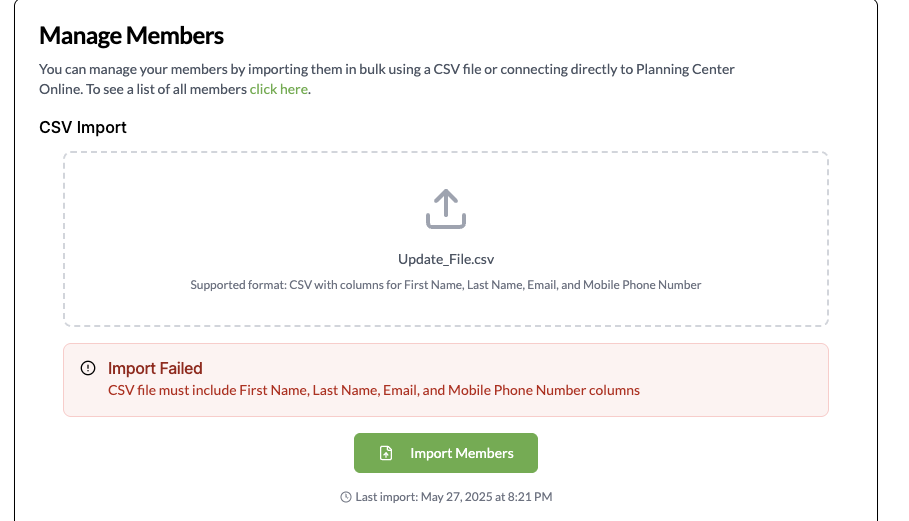 Manage Members
You can manage your members by importing them in bulk using a CSV file or connecting directly to Planning Center
Online. To see a list of all members click here.
CSV Import
Update_File.csv
Supported format: CSV with columns for First Name, Last Name, Email, and Mobile Phone Number
Import Failed
CSV file must include First Name, Last Name, Email, and Mobile Phone Number columns
Import Members
Last import: May 27, 2025 at 8:21 PM